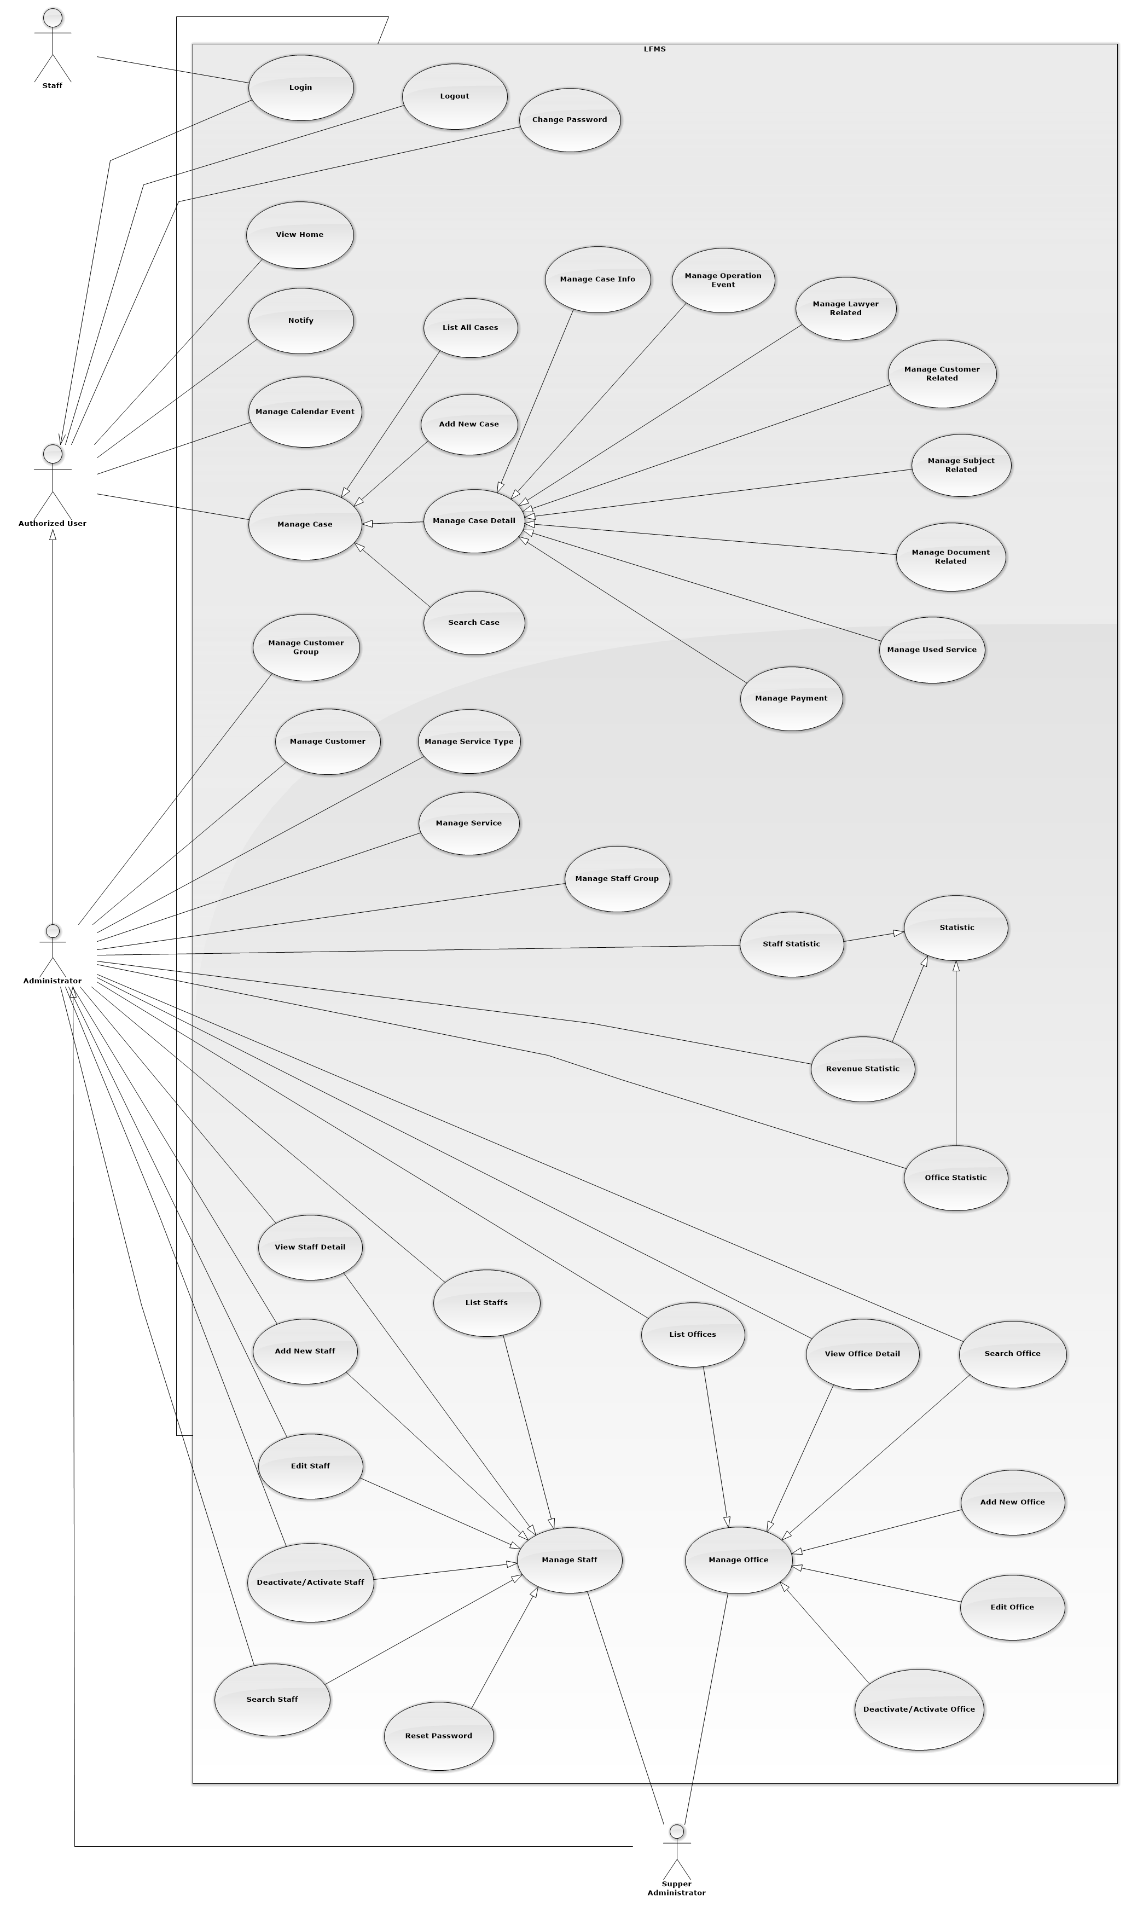 LFMS
Staff
Login
Logout
Change Password
View Home
Manage Case Info
Manage Operation
Event
Manage Lawyer
Related
Notify
List All Cases
Manage Customer
Related
Manage Calendar Event
Add New Case
Manage Subject
Related
Authorized User
Manage Case
Manage Case Detail
Manage Document
Related
Search Case
Manage Customer
Group
Manage Used Service
Manage Payment
Manage Customer
Manage Service Type
Manage Service
Manage Staff Group
Staff Statistic
Statistic
Administrator
Revenue Statistic
Office Statistic
View Staff Detail
List Staffs
List Offices
View Office Detail
Search Office
Add New Staff
Edit Staff
Add New Office
Manage Staff
Manage Office
Deactivate/Activate Staff
Edit Office
Search Staff
Reset Password
Deactivate/Activate Office
Supper
Administrator